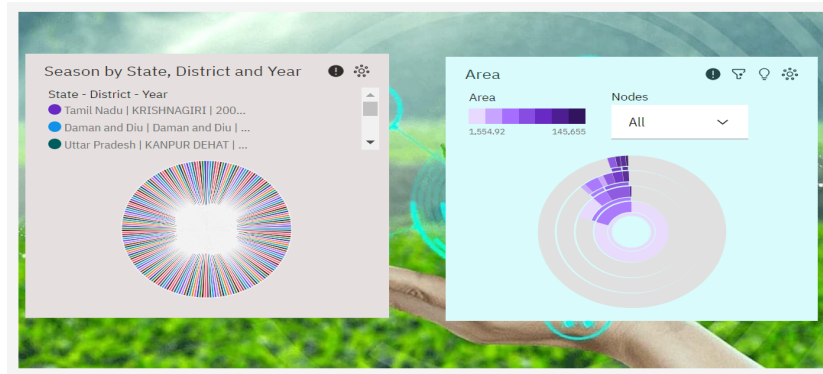 Season by State, District and Year
State - District - Year
Tamil Nadu | KRISHNAGIRI | 200...
Daman and Diu | Daman and Diu | ...
Uttar Pradesh | KANPUR DEHAT | ...
Area
Area
1,554.92 145,655
Nodes
All